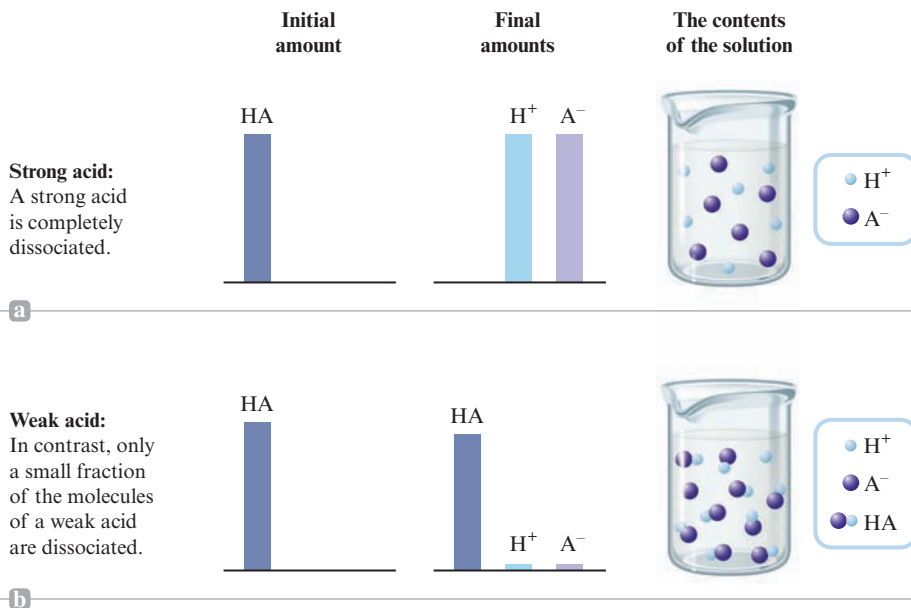 Initial
amount
Final
amounts
The contents
of the solution
Strong acid:
A strong acid
is completely
dissociated.
HA
H⁺ A⁻
H⁺
A⁻
a
Weak acid:
In contrast, only
a small fraction
of the molecules
of a weak acid
are dissociated.
HA
HA
H⁺ A⁻
H⁺
A⁻
HA
b